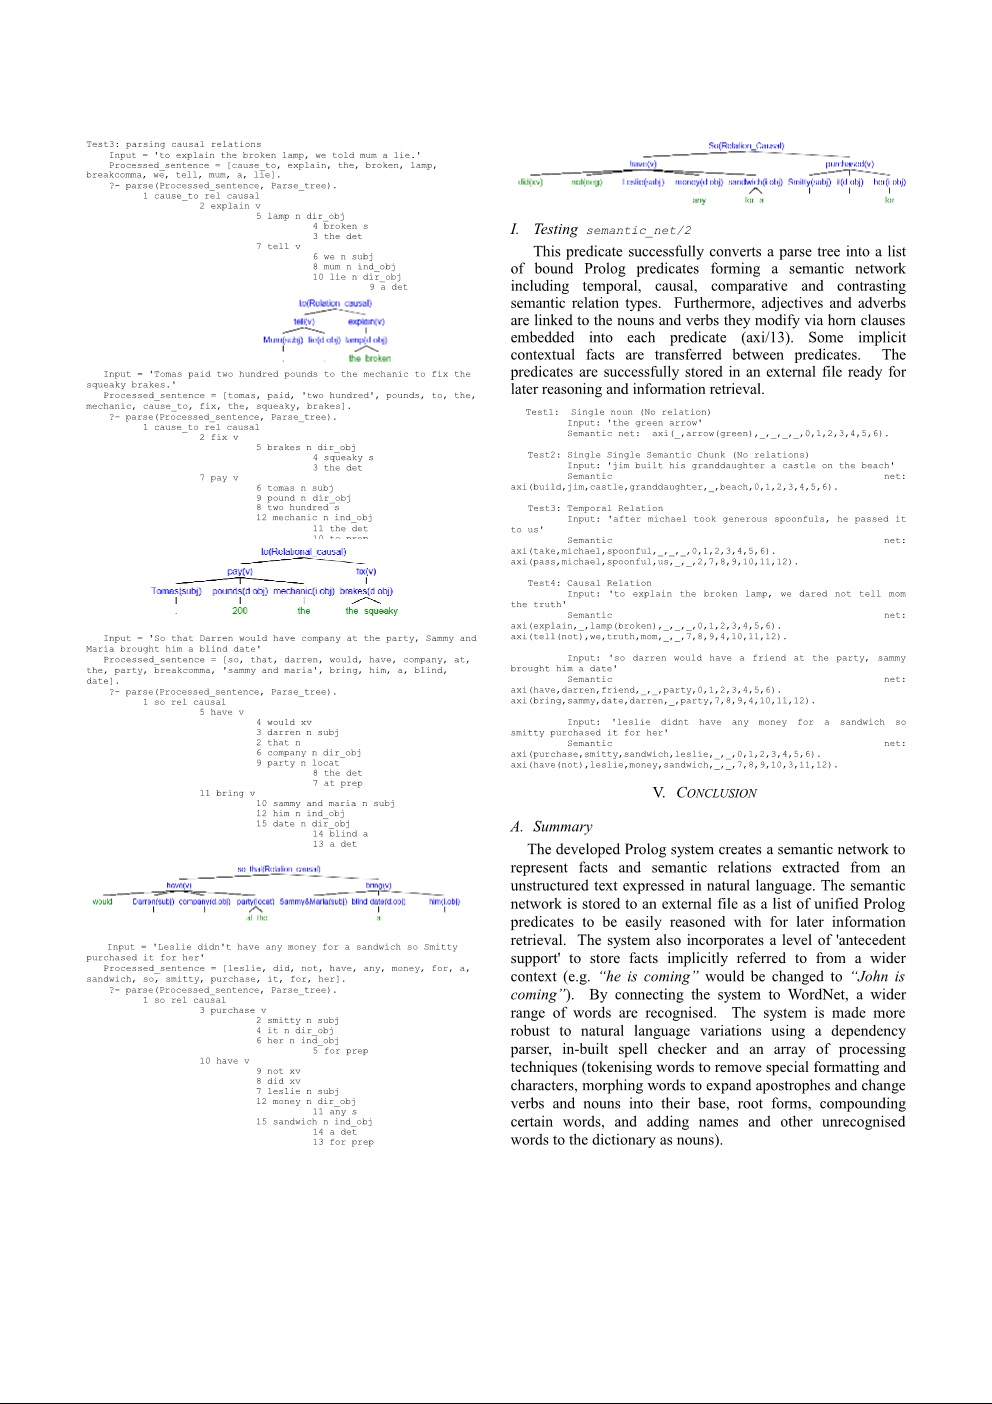 Test3: parsing causal relations
Input = 'to explain the broken lamp, we told mum a lie.'
Processed_sentence = [cause_to, explain, the, broken, lamp,
breakcomma, we, tell, mum, a, lie].
?- parse(Processed_sentence, Parse_tree).
1 cause_to rel causal
2 explain v
5 lamp n dir_obj
4 broken s
3 the det
7 tell v
6 we n subj
8 mum n ind_obj
10 lie n dir_obj
9 a det
to(Relation_causal)
tell(v) explain(v)
Mum(subj) lie(d.obj) lamp(d.obj)
the broken
Input = 'Tomas paid two hundred pounds to the mechanic to fix the
squeaky brakes.'
Processed_sentence = [tomas, paid, 'two hundred', pounds, to, the,
mechanic, cause_to, fix, the, squeaky, brakes].
?- parse(Processed_sentence, Parse_tree).
1 cause_to rel causal
2 fix v
5 brakes n dir_obj
4 squeaky s
3 the det
7 pay v
6 tomas n subj
9 pound n dir_obj
8 two hundred s
12 mechanic n ind_obj
11 the det
10 to prep
to(Relational_causal)
pay(v) fix(v)
Tomas(subj) pounds(d.obj) mechanic(i.obj) brakes(d.obj)
. 200 the the squeaky
Input = 'So that Darren would have company at the party, Sammy and
Maria brought him a blind date'
Processed_sentence = [so, that, darren, would, have, company, at,
the, party, breakcomma, 'sammy and maria', bring, him, a, blind,
date].
?- parse(Processed_sentence, Parse_tree).
1 so rel causal
5 have v
4 would xv
3 darren n subj
2 that n
6 company n dir_obj
9 party n locat
8 the det
7 at prep
11 bring v
10 sammy and maria n subj
12 him n ind_obj
15 date n dir_obj
14 blind a
13 a det
so_that(Relation_causal)
have(v) bring(v)
would Darren(subj) company(d.obj) party(locat) Sammy&Maria(subj) blind date(d.obj) him(i.obj)
at the a
Input = 'Leslie didn't have any money for a sandwich so Smitty
purchased it for her'
Processed_sentence = [leslie, did, not, have, any, money, for, a,
sandwich, so, smitty, purchase, it, for, her].
?- parse(Processed_sentence, Parse_tree).
1 so rel causal
3 purchase v
2 smitty n subj
4 it n dir_obj
6 her n ind_obj
5 for prep
10 have v
9 not xv
8 did xv
7 leslie n subj
12 money n dir_obj
11 any s
15 sandwich n ind_obj
14 a det
13 for prep
So(Relation_Causal)
have(v) purchased(v)
did(xv) not(neg) Leslie(subj) money(d.obj) sandwich(i.obj) Smitty(subj) it(d.obj) her(i.obj)
any for a for
I. Testing semantic_net/2
This predicate successfully converts a parse tree into a list
of bound Prolog predicates forming a semantic network
including temporal, causal, comparative and contrasting
semantic relation types. Furthermore, adjectives and adverbs
are linked to the nouns and verbs they modify via horn clauses
embedded into each predicate (axi/13). Some implicit
contextual facts are transferred between predicates. The
predicates are successfully stored in an external file ready for
later reasoning and information retrieval.
Test1: Single noun (No relation)
Input: 'the green arrow'
Semantic net: axi(_,arrow(green),_,_,_,_,0,1,2,3,4,5,6).
Test2: Single Single Semantic Chunk (No relations)
Input: 'jim built his granddaughter a castle on the beach'
Semantic net:
axi(build,jim,castle,granddaughter,_,beach,0,1,2,3,4,5,6).
Test3: Temporal Relation
Input: 'after michael took generous spoonfuls, he passed it
to us'
Semantic net:
axi(take,michael,spoonful,_,_,_,0,1,2,3,4,5,6).
axi(pass,michael,spoonful,us,_,_,2,7,8,9,10,11,12).
Test4: Causal Relation
Input: 'to explain the broken lamp, we dared not tell mom
the truth'
Semantic net:
axi(explain,_,lamp(broken),_,_,_,0,1,2,3,4,5,6).
axi(tell(not),we,truth,mom,_,_,7,8,9,4,10,11,12).
Input: 'so darren would have a friend at the party, sammy
brought him a date'
Semantic net:
axi(have,darren,friend,_,_,party,0,1,2,3,4,5,6).
axi(bring,sammy,date,darren,_,party,7,8,9,4,10,11,12).
Input: 'leslie didnt have any money for a sandwich so
smitty purchased it for her'
Semantic net:
axi(purchase,smitty,sandwich,leslie,_,_,0,1,2,3,4,5,6).
axi(have(not),leslie,money,sandwich,_,_,7,8,9,10,3,11,12).
V. CONCLUSION
A. Summary
The developed Prolog system creates a semantic network to
represent facts and semantic relations extracted from an
unstructured text expressed in natural language. The semantic
network is stored to an external file as a list of unified Prolog
predicates to be easily reasoned with for later information
retrieval. The system also incorporates a level of 'antecedent
support' to store facts implicitly referred to from a wider
context (e.g. “he is coming” would be changed to “John is
coming”). By connecting the system to WordNet, a wider
range of words are recognised. The system is made more
robust to natural language variations using a dependency
parser, in-built spell checker and an array of processing
techniques (tokenising words to remove special formatting and
characters, morphing words to expand apostrophes and change
verbs and nouns into their base, root forms, compounding
certain words, and adding names and other unrecognised
words to the dictionary as nouns).